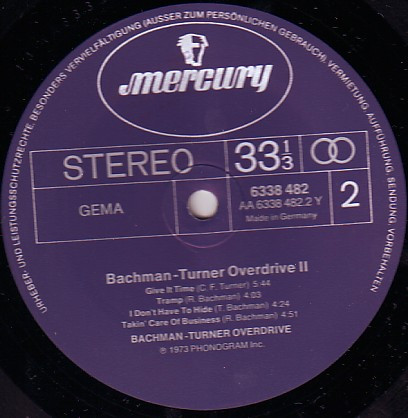 URHEBER- UND LEISTUNGSSCHUTZRECHTE, BESONDERS VERVIELFÄLTIGUNG (AUSSER ZUM PERSÖNLICHEN GEBRAUCH), VERMIETUNG, AUFFÜHRUNG, SENDUNG, VORBEHALTEN
mercury
STEREO 33 1/3
GEMA
6338 482
AA 6338 482.2 Y
Made in Germany
2
Bachman-Turner Overdrive II
Give It Time (C. F. Turner) 5:44
Tramp (R. Bachman) 4:03
I Don't Have To Hide (T. Bachman) 4:24
Takin' Care Of Business (R. Bachman) 4:51
BACHMAN-TURNER OVERDRIVE
℗ 1973 PHONOGRAM Inc.